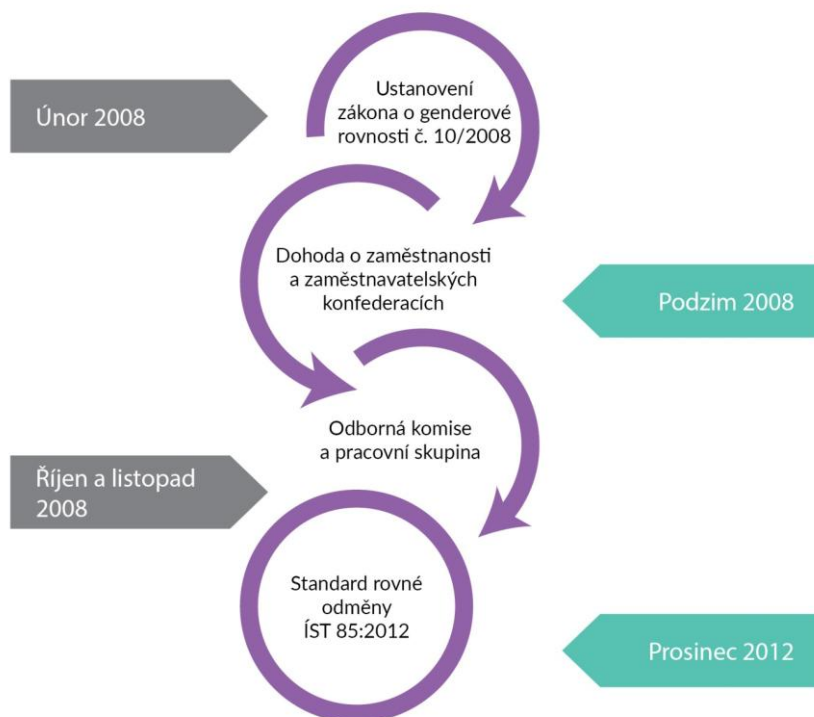 Únor 2008
Ustanovení
zákona o genderové
rovnosti č. 10/2008
Dohoda o zaměstnanosti
a zaměstnavatelských
konfederacích
Podzim 2008
Odborná komise
a pracovní skupina
Říjen a listopad
2008
Standard rovné
odměny
ÍST 85:2012
Prosinec 2012